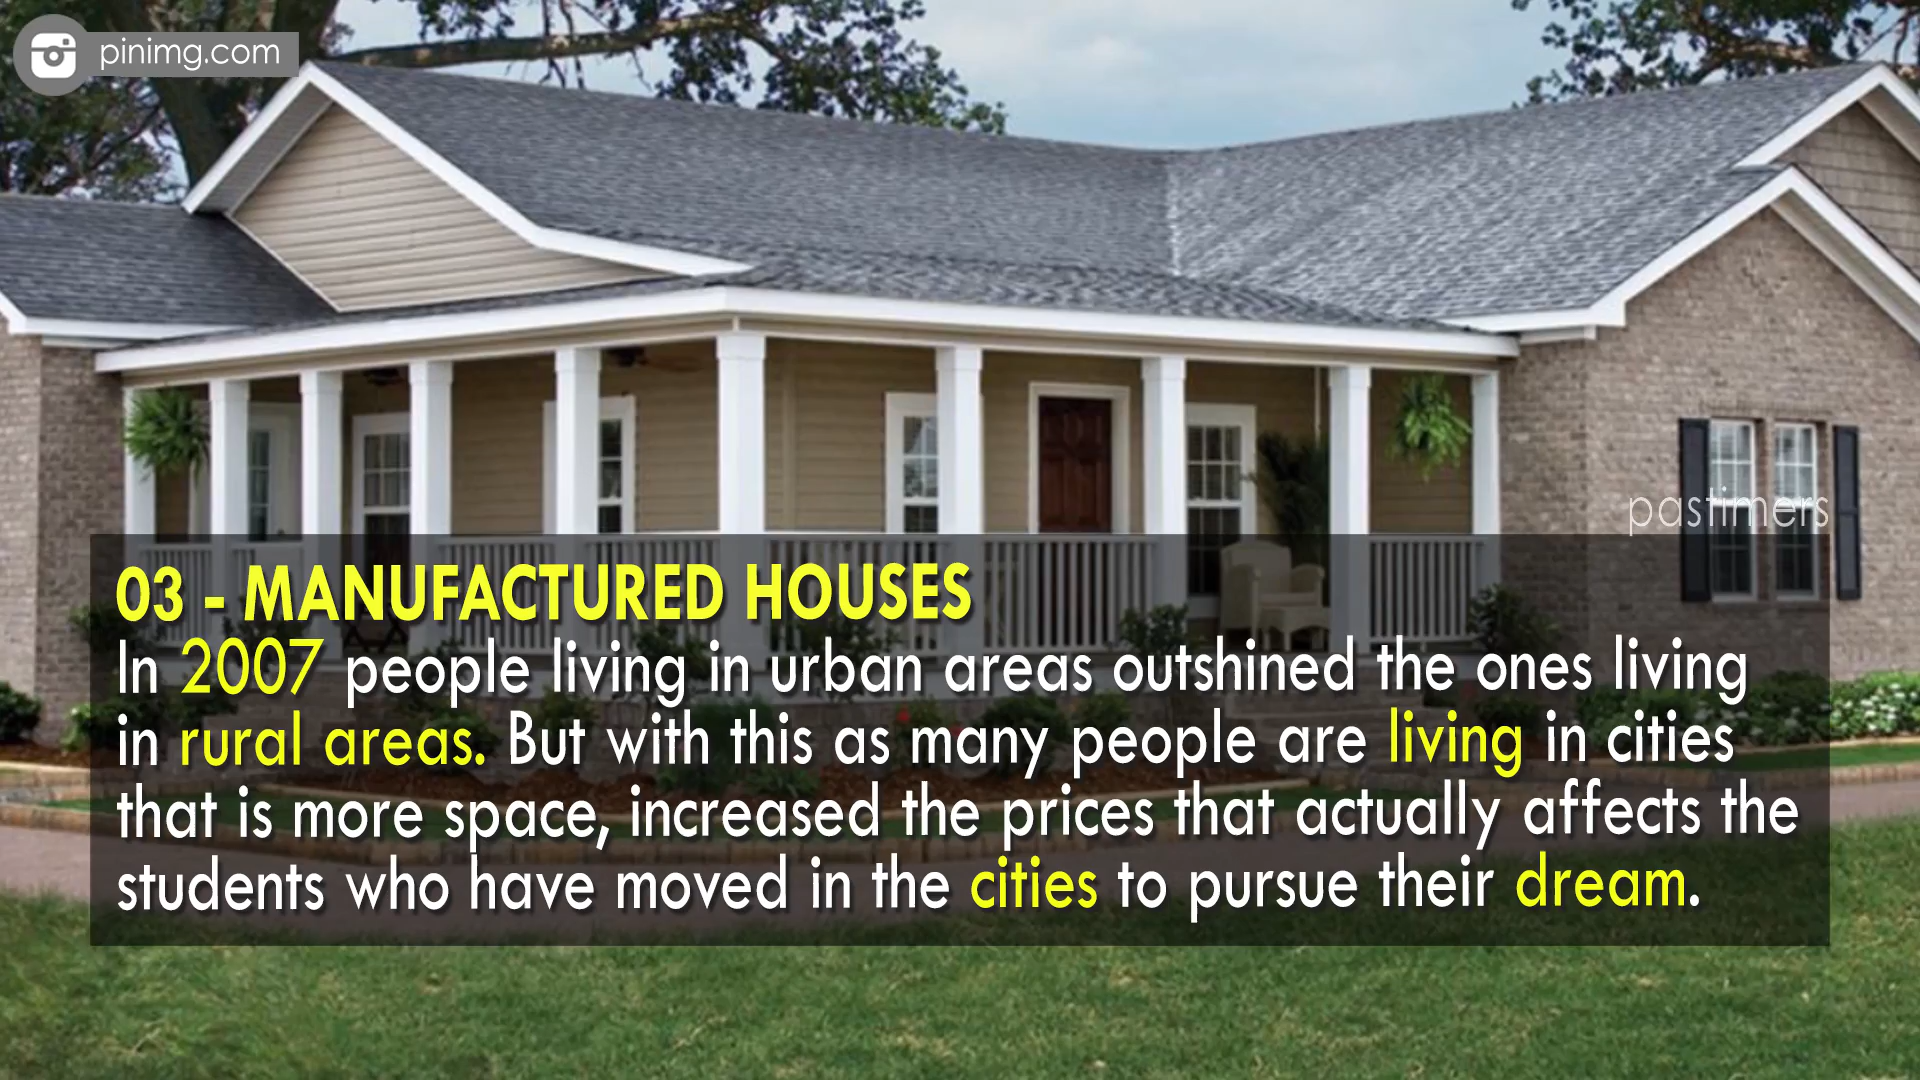 pinimg.com
pastimers
03 - MANUFACTURED HOUSES
In 2007 people living in urban areas outshined the ones living
in rural areas. But with this as many people are living in cities
that is more space, increased the prices that actually affects the
students who have moved in the cities to pursue their dream.